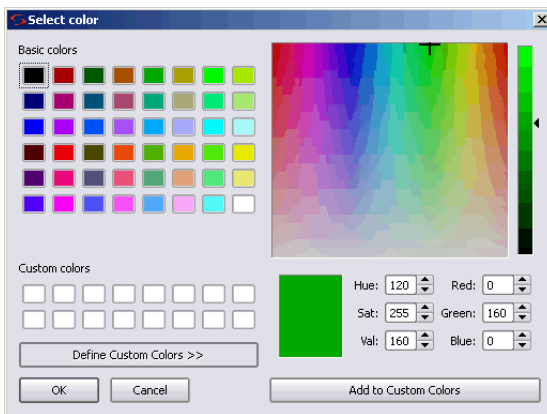 Select color
Basic colors
Custom colors
Hue: 120 Red: 0
Sat: 255 Green: 160
Val: 160 Blue: 0
Define Custom Colors >>
OK Cancel Add to Custom Colors